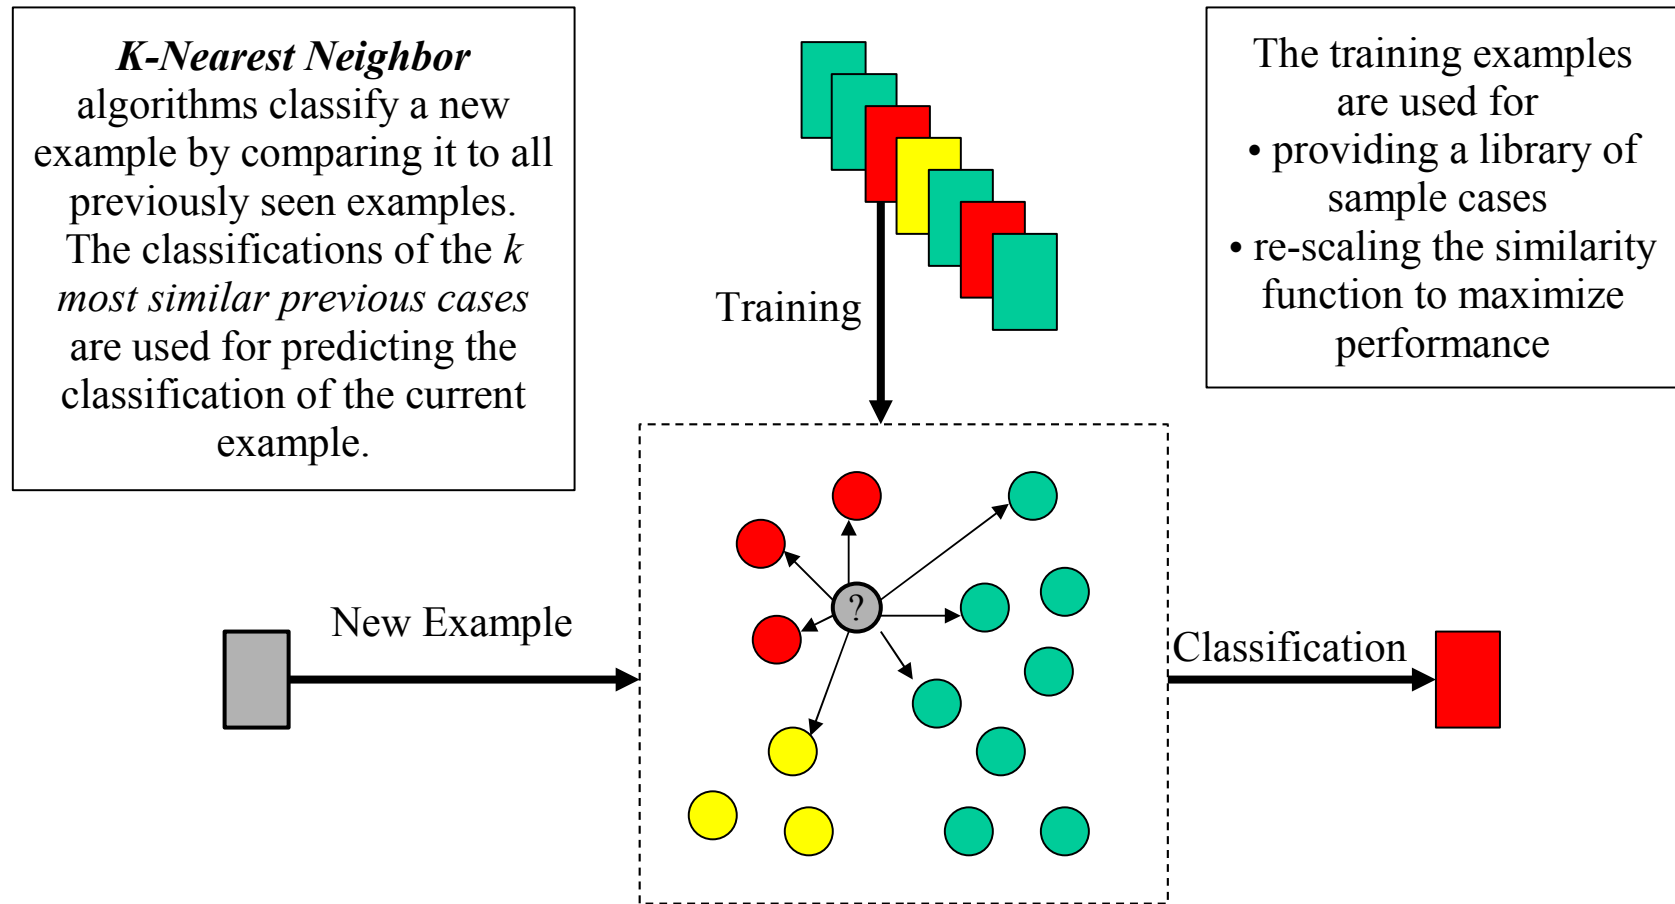 K-Nearest Neighbor
algorithms classify a new
example by comparing it to all
previously seen examples.
The classifications of the k
most similar previous cases
are used for predicting the
classification of the current
example.
The training examples
are used for
• providing a library of
sample cases
• re-scaling the similarity
function to maximize
performance
Training
?
New Example
Classification